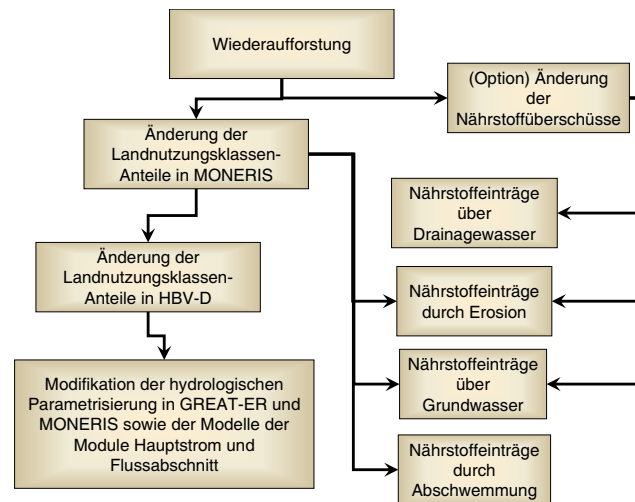 Wiederaufforstung
(Option) Änderung
der
Nährstoffüberschüsse
Änderung der
Landnutzungsklassen-
Anteile in MONERIS
Nährstoffeinträge
über
Drainagewasser
Änderung der
Landnutzungsklassen-
Anteile in HBV-D
Nährstoffeinträge
durch Erosion
Nährstoffeinträge
über
Grundwasser
Modifikation der hydrologischen
Parametrisierung in GREAT-ER und
MONERIS sowie der Modelle der
Module Hauptstrom und
Flussabschnitt
Nährstoffeinträge
durch
Abschwemmung